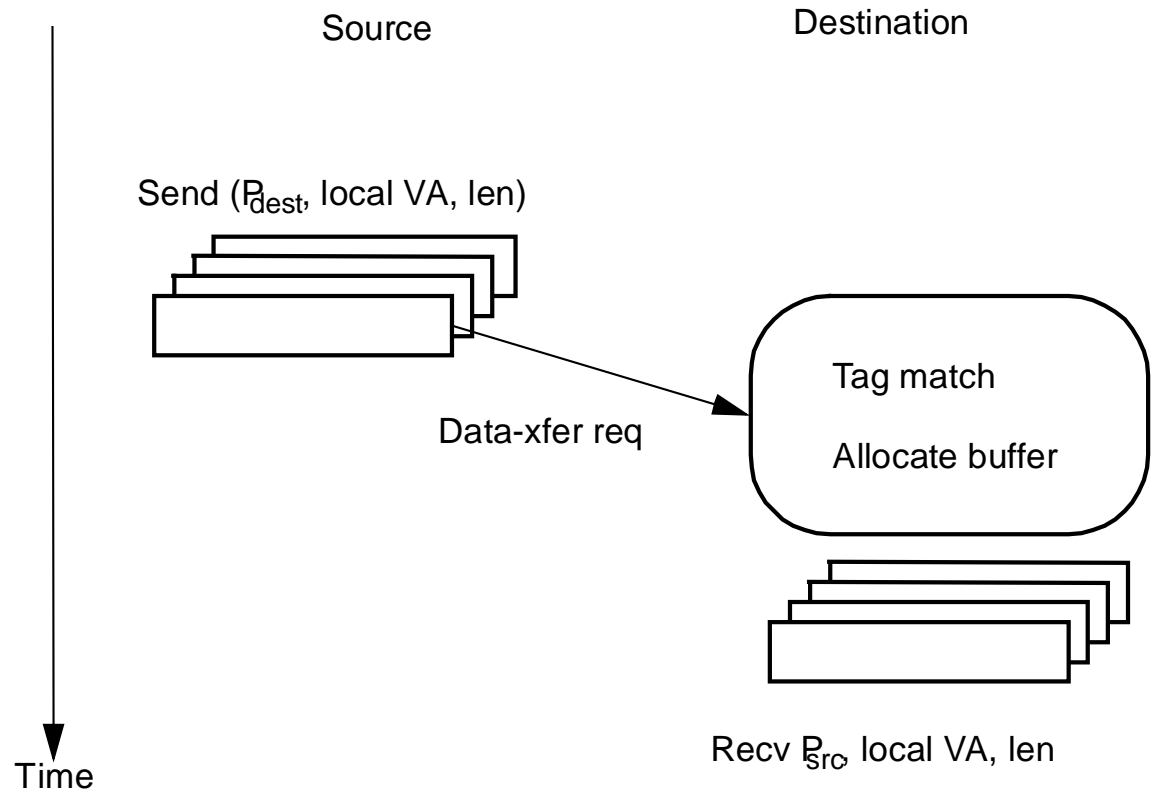 Source
Destination
Send (Pdest, local VA, len)
Tag match
Data-xfer req
Allocate buffer
Recv Psrc, local VA, len
Time